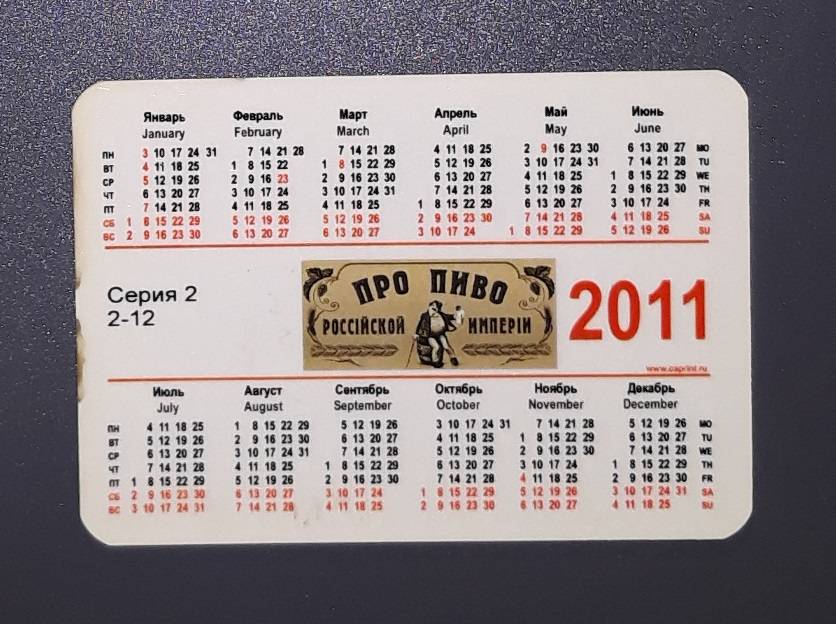 Январь Февраль Март Апрель Май Июнь
January February March April May June
ПН 3 10 17 24 31 7 14 21 28 7 14 21 28 4 11 18 25 2 9 16 23 30 6 13 20 27 MO
ВТ 4 11 18 25 1 8 15 22 1 8 15 22 29 5 12 19 26 3 10 17 24 31 7 14 21 28 TU
СР 5 12 19 26 2 9 16 23 2 9 16 23 30 6 13 20 27 4 11 18 25 1 8 15 22 29 WE
ЧТ 6 13 20 27 3 10 17 24 3 10 17 24 31 7 14 21 28 5 12 19 26 2 9 16 23 30 TH
ПТ 7 14 21 28 4 11 18 25 4 11 18 25 1 8 15 22 29 6 13 20 27 3 10 17 24 FR
СБ 1 8 15 22 29 5 12 19 26 5 12 19 26 2 9 16 23 30 7 14 21 28 4 11 18 25 SA
ВС 2 9 16 23 30 6 13 20 27 6 13 20 27 3 10 17 24 1 8 15 22 29 5 12 19 26 SU
Серия 2
2-12
ПРО ПИВО
РОССІЙСКОЙ ИМПЕРІИ
2011
www.caprint.ru
Июль Август Сентябрь Октябрь Ноябрь Декабрь
July August September October November December
ПН 4 11 18 25 1 8 15 22 29 5 12 19 26 3 10 17 24 31 7 14 21 28 5 12 19 26 MO
ВТ 5 12 19 26 2 9 16 23 30 6 13 20 27 4 11 18 25 1 8 15 22 29 6 13 20 27 TU
СР 6 13 20 27 3 10 17 24 31 7 14 21 28 5 12 19 26 2 9 16 23 30 7 14 21 28 WE
ЧТ 7 14 21 28 4 11 18 25 1 8 15 22 29 6 13 20 27 3 10 17 24 1 8 15 22 29 TH
ПТ 1 8 15 22 29 5 12 19 26 2 9 16 23 30 7 14 21 28 4 11 18 25 2 9 16 23 30 FR
СБ 2 9 16 23 30 6 13 20 27 3 10 17 24 1 8 15 22 29 5 12 19 26 3 10 17 24 31 SA
ВС 3 10 17 24 31 7 14 21 28 4 11 18 25 2 9 16 23 30 6 13 20 27 4 11 18 25 SU